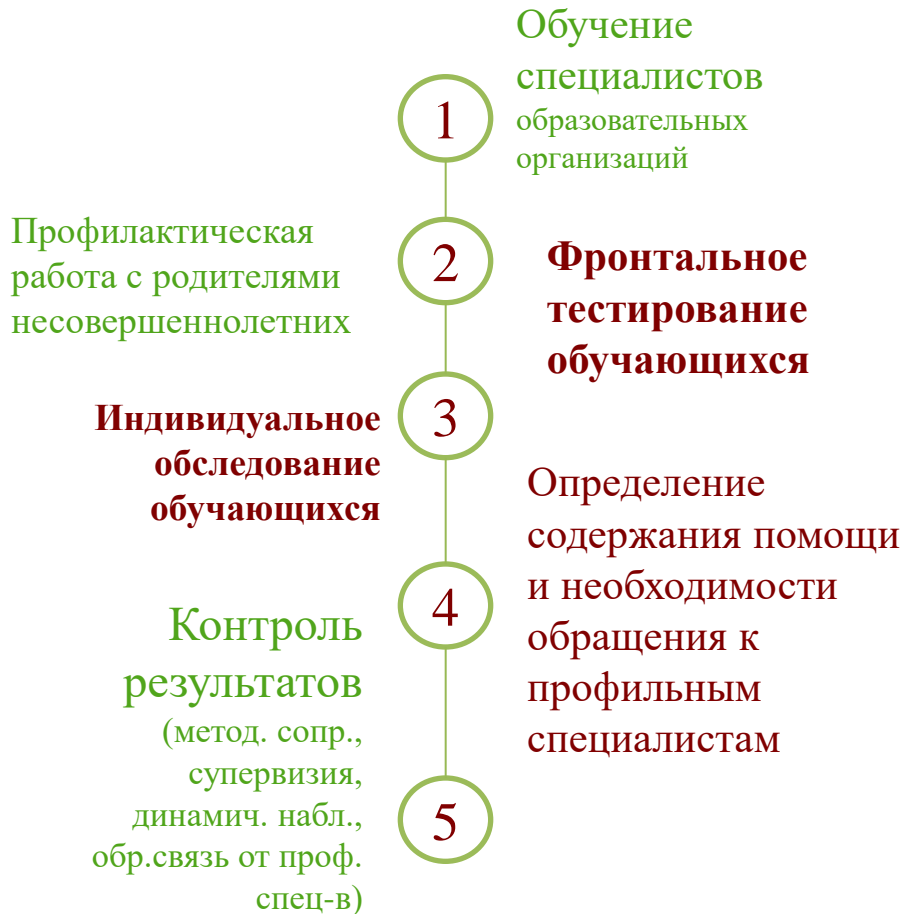 Обучение
специалистов
образовательных
организаций
1
Профилактическая
работа с родителями
несовершеннолетних
2
Фронтальное
тестирование
обучающихся
Индивидуальное
обследование
обучающихся
3
Определение
содержания помощи
и необходимости
обращения к
профильным
специалистам
4
Контроль
результатов
(метод. сопр.,
супервизия,
динамич. набл.,
обр.связь от проф.
спец-в)
5